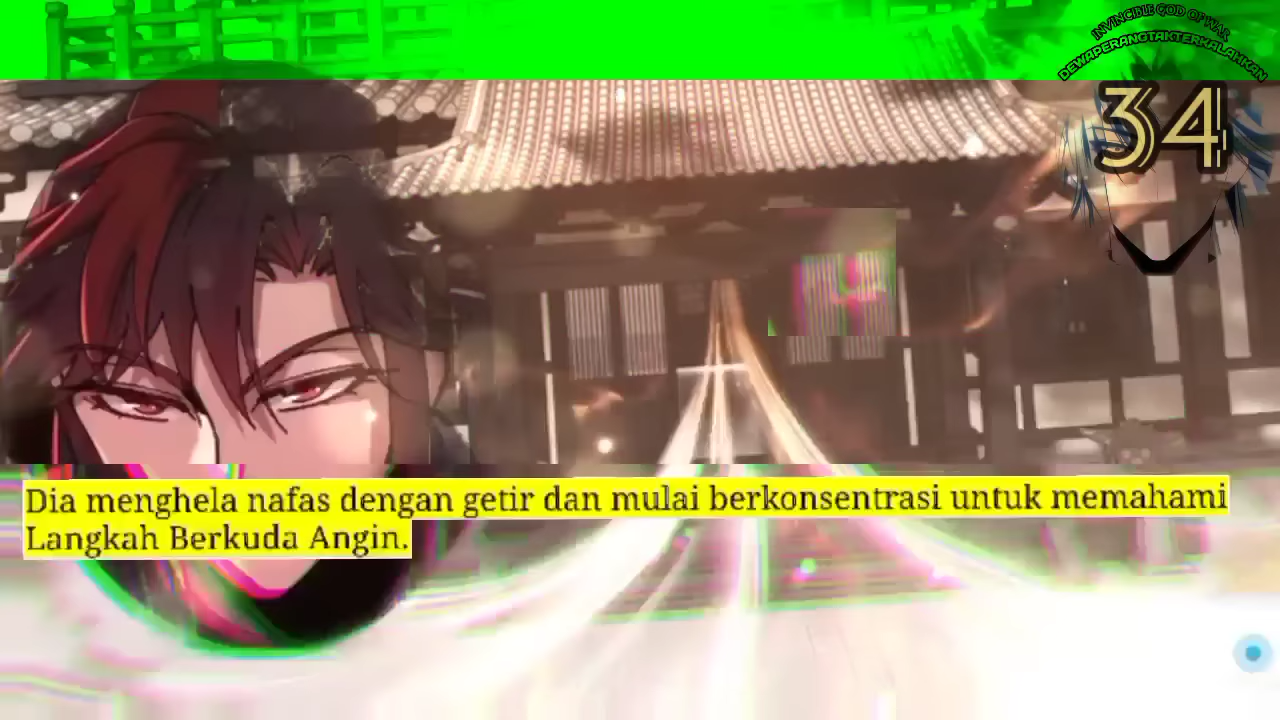 INVINCIBLE GOD OF WAR
DEWAPERANGTAKTERKALAHKAN
34
Dia menghela nafas dengan getir dan mulai berkonsentrasi untuk memahami
Langkah Berkuda Angin.